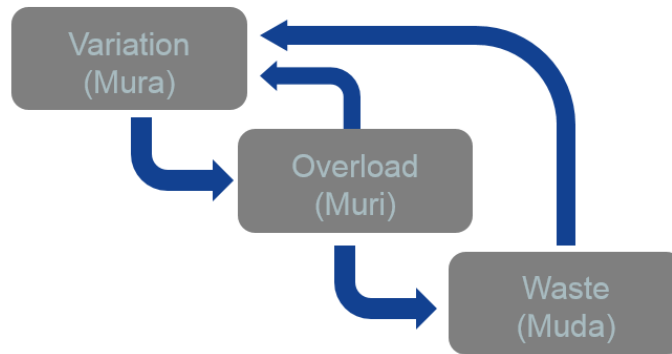 Variation
(Mura)
Overload
(Muri)
Waste
(Muda)